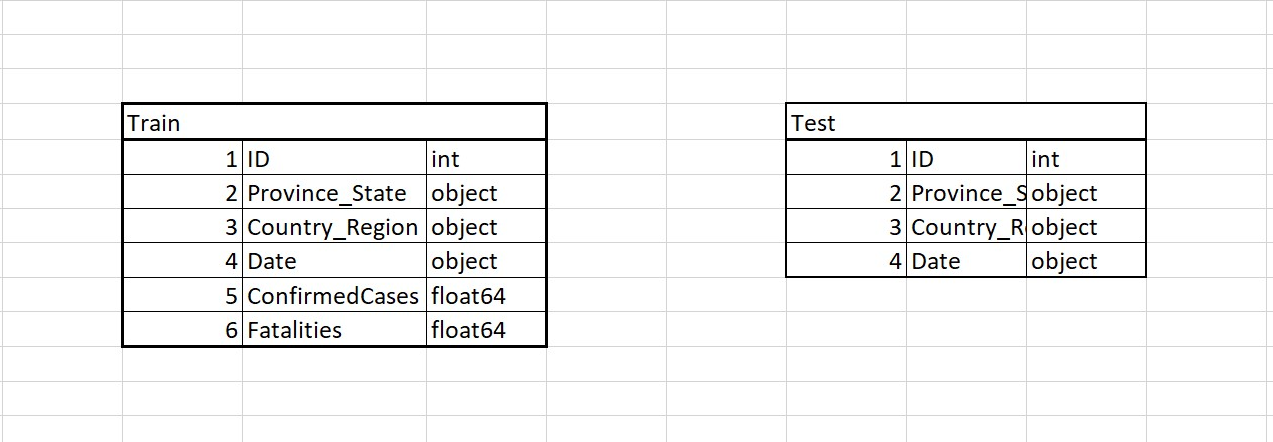 Train
1 ID int
2 Province_State object
3 Country_Region object
4 Date object
5 ConfirmedCases float64
6 Fatalities float64
Test
1 ID int
2 Province_S object
3 Country_R object
4 Date object